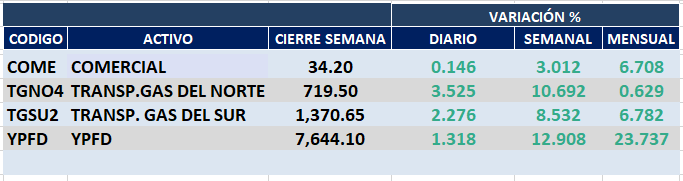 VARIACIÓN %
CODIGO ACTIVO CIERRE SEMANA DIARIO SEMANAL MENSUAL
COME COMERCIAL 34.20 0.146 3.012 6.708
TGNO4 TRANSP.GAS DEL NORTE 719.50 3.525 10.692 0.629
TGSU2 TRANSP. GAS DEL SUR 1,370.65 2.276 8.532 6.782
YPFD YPFD 7,644.10 1.318 12.908 23.737